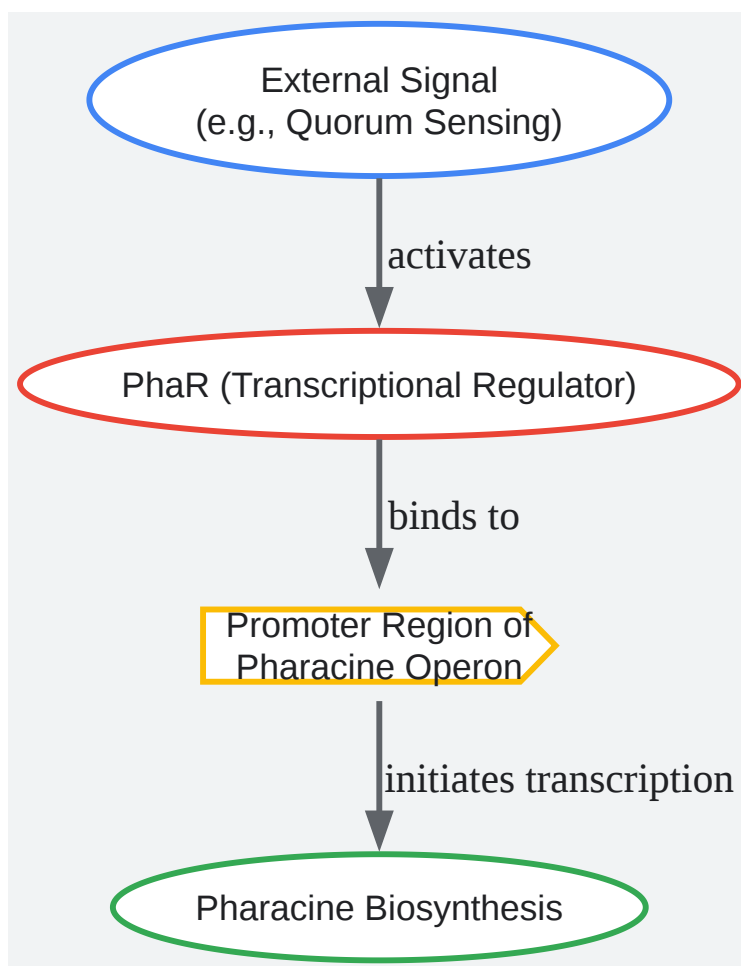 External Signal
(e.g., Quorum Sensing)
activates
PhaR (Transcriptional Regulator)
binds to
Promoter Region of
Pharacine Operon
initiates transcription
Pharacine Biosynthesis